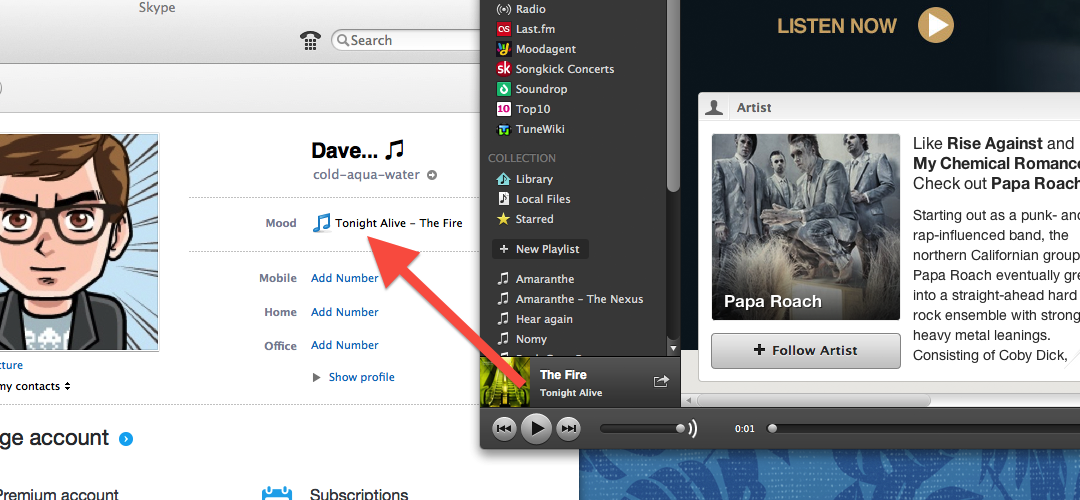 Skype
Search
Dave...
cold-aqua-water
Mood
Tonight Alive - The Fire
Mobile
Add Number
Home
Add Number
Office
Add Number
Show profile
cture
my contacts
ge account
Premium account
Subscriptions
Radio
Last.fm
Moodagent
Songkick Concerts
Soundrop
Top10
TuneWiki
COLLECTION
Library
Local Files
Starred
+ New Playlist
Amaranthe
Amaranthe - The Nexus
Hear again
Nomy
The Fire
Tonight Alive
0:01
LISTEN NOW
Artist
Papa Roach
+ Follow Artist
Like Rise Against and
My Chemical Romance
Check out Papa Roach
Starting out as a punk- and
rap-influenced band, the
northern Californian group
Papa Roach eventually gre
into a straight-ahead hard
rock ensemble with strong
heavy metal leanings.
Consisting of Coby Dick,